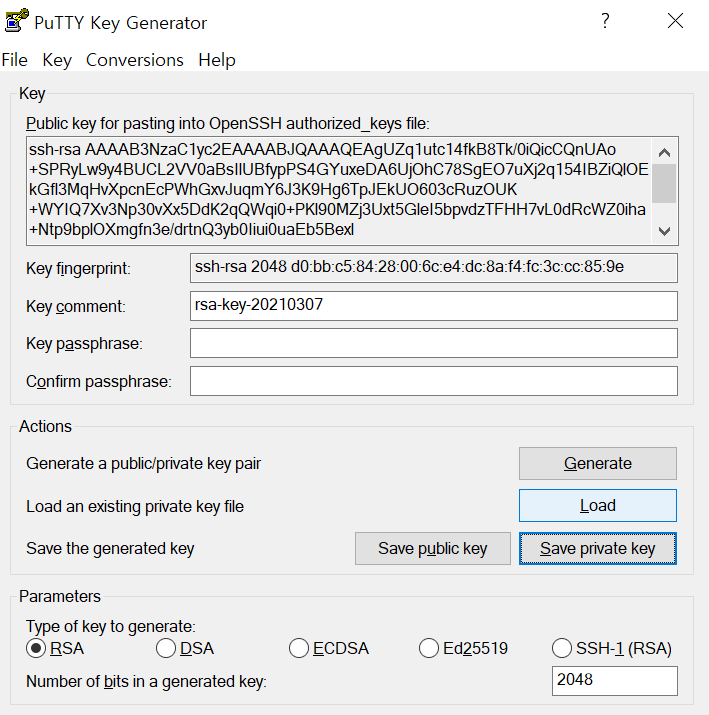 PuTTY Key Generator
?
File Key Conversions Help
Key
Public key for pasting into OpenSSH authorized_keys file:
ssh-rsa AAAAB3NzaC1yc2EAAAABJQAAAQEAgUZq1utc14fkB8Tk/0iQicCQnUAo
+SPRyLw9y4BUCL2VV0aBsIlUBfypPS4GYuxeDA6UjOhC78SgEO7uXj2q154IBZiQlOE
kGfl3MqHvXpcnEcPWhGxvJuqmY6J3K9Hg6TpJEkUO603cRuzOUK
+WYIQ7Xv3Np30vXx5DdK2qQWqi0+PKl90MZj3Uxt5GleI5bpvdzTFHH7vL0dRcWZ0iha
+Ntp9bplOXmgfn3e/drtnQ3yb0Iiui0uaEb5Bexl
Key fingerprint: ssh-rsa 2048 d0:bb:c5:84:28:00:6c:e4:dc:8a:f4:fc:3c:cc:85:9e
Key comment: rsa-key-20210307
Key passphrase:
Confirm passphrase:
Actions
Generate a public/private key pair Generate
Load an existing private key file Load
Save the generated key Save public key Save private key
Parameters
Type of key to generate:
RSA DSA ECDSA Ed25519 SSH-1 (RSA)
Number of bits in a generated key: 2048